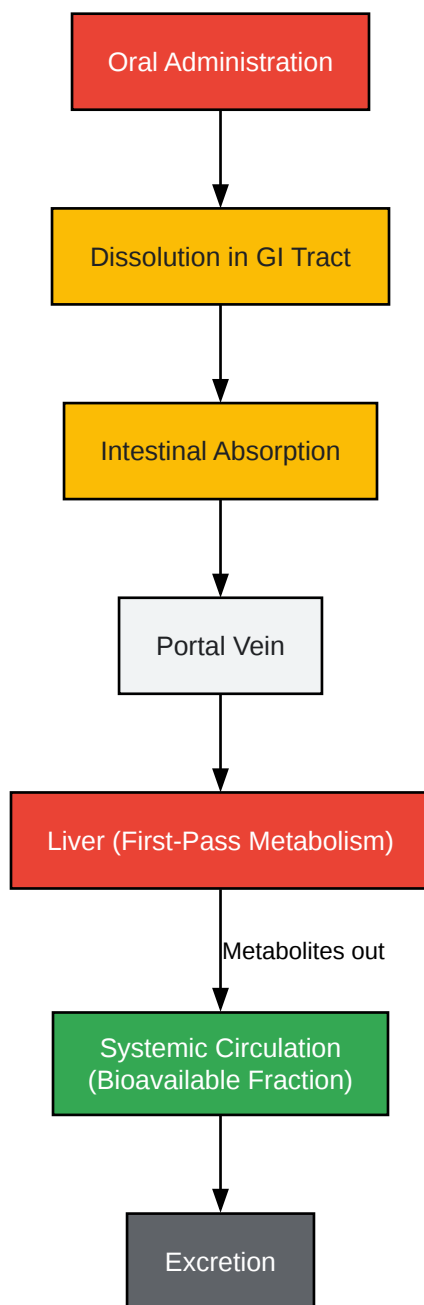 Oral Administration
Dissolution in GI Tract
Intestinal Absorption
Portal Vein
Liver (First-Pass Metabolism)
Metabolites out
Systemic Circulation
(Bioavailable Fraction)
Excretion